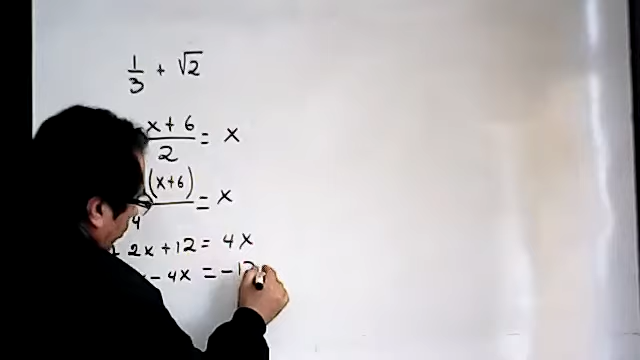 1/3 + √2
x + 6 / 2 = x
(x+6) / 4 = x
2x + 12 = 4x
- 4x = -12